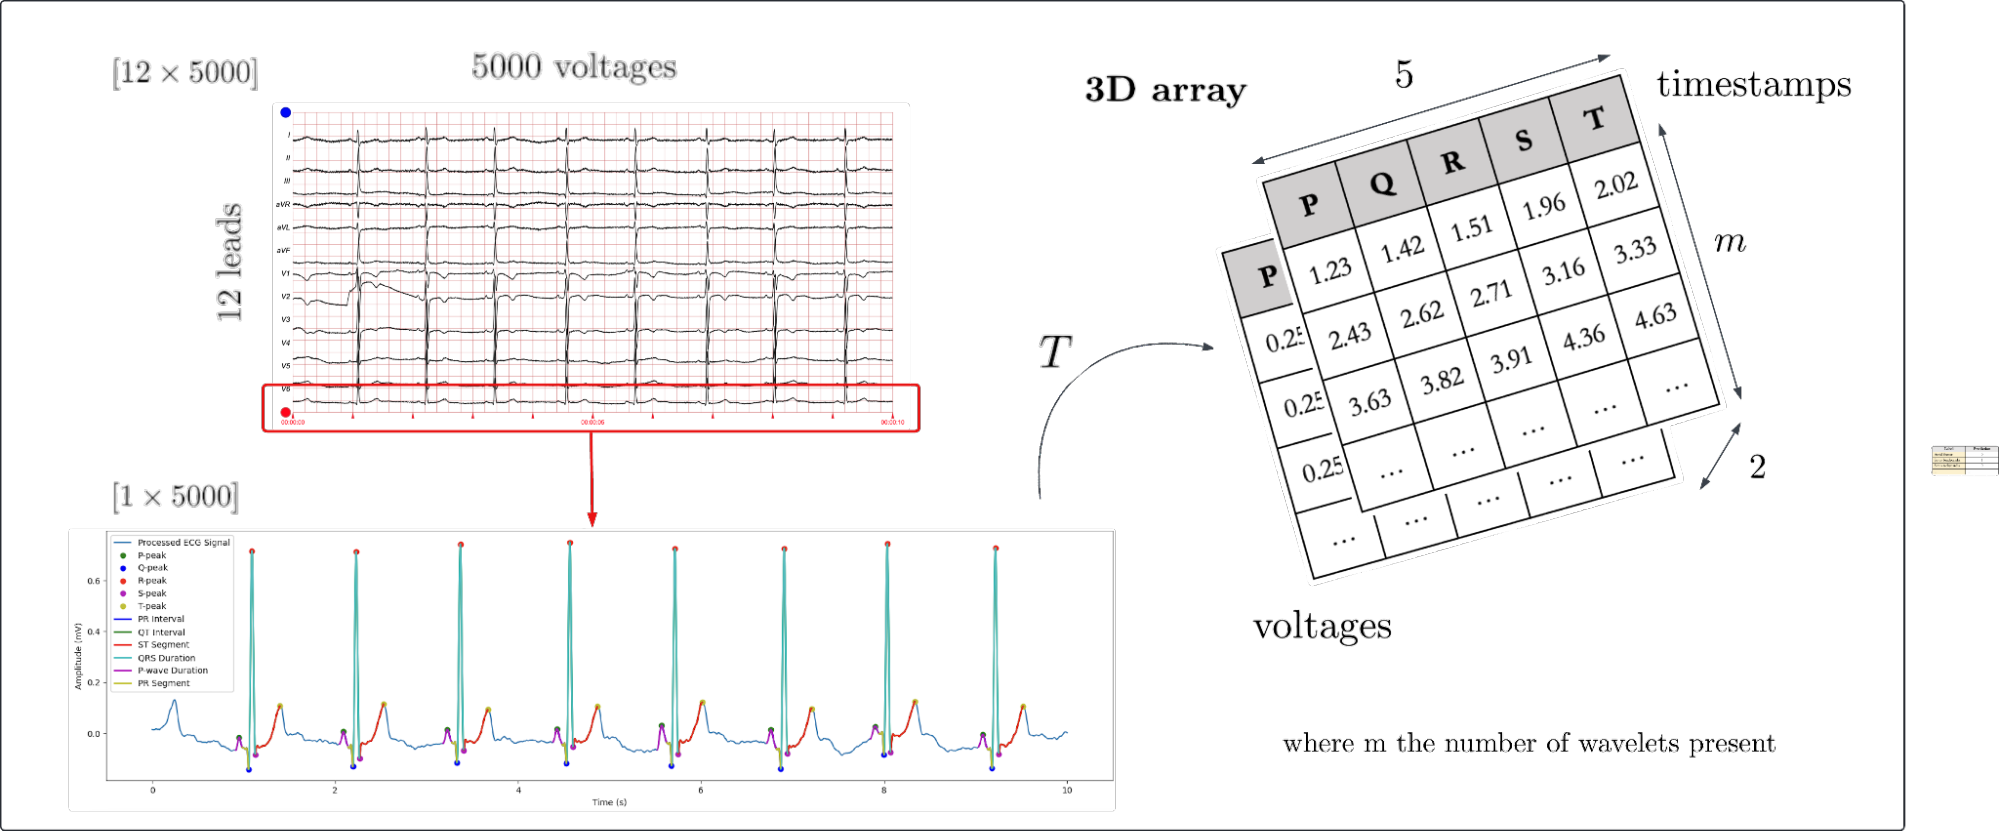 [12 × 5000]
5000 voltages
12 leads
I
II
III
aVR
aVL
aVF
V1
V2
V3
V4
V5
V6
00:00:00
00:00:05
00:00:10
[1 × 5000]
Processed ECG Signal
P-peak
Q-peak
R-peak
S-peak
T-peak
PR Interval
QT Interval
ST Segment
QRS Duration
P-wave Duration
PR Segment
Amplitude (mV)
0.6
0.4
0.2
0.0
0 2 4 6 8 10
Time (s)
T
3D array
5
timestamps
P Q R S T
1.23 1.42 1.51 1.96 2.02
2.43 2.62 2.71 3.16 3.33
3.63 3.82 3.91 4.36 4.63
... ... ... ... ...
m
2
P
0.25
0.25
0.25
... ... ... ... ...
voltages
where m the number of wavelets present